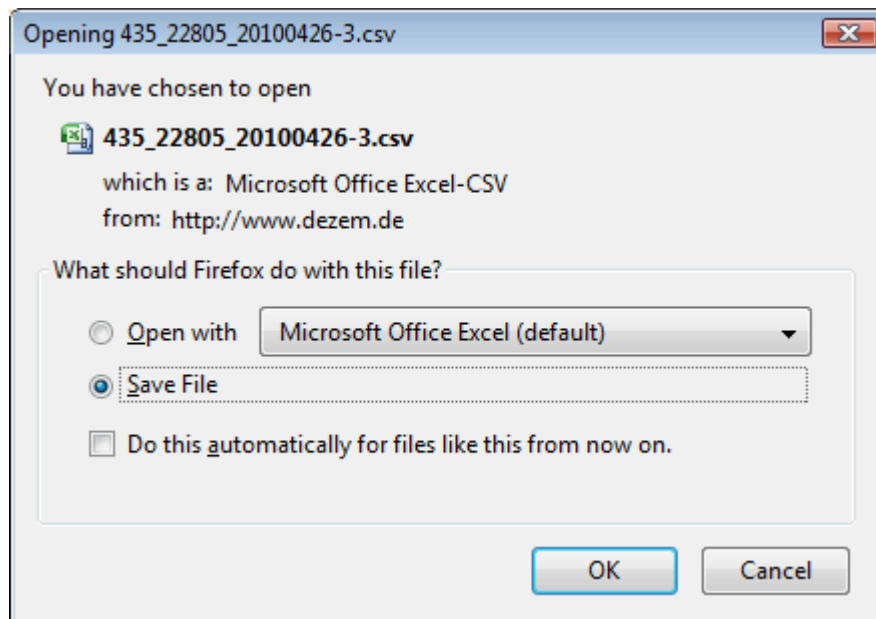 Opening 435_22805_20100426-3.csv
You have chosen to open
435_22805_20100426-3.csv
which is a: Microsoft Office Excel-CSV
from: http://www.dezem.de
What should Firefox do with this file?
Open with Microsoft Office Excel (default)
Save File
Do this automatically for files like this from now on.
OK Cancel